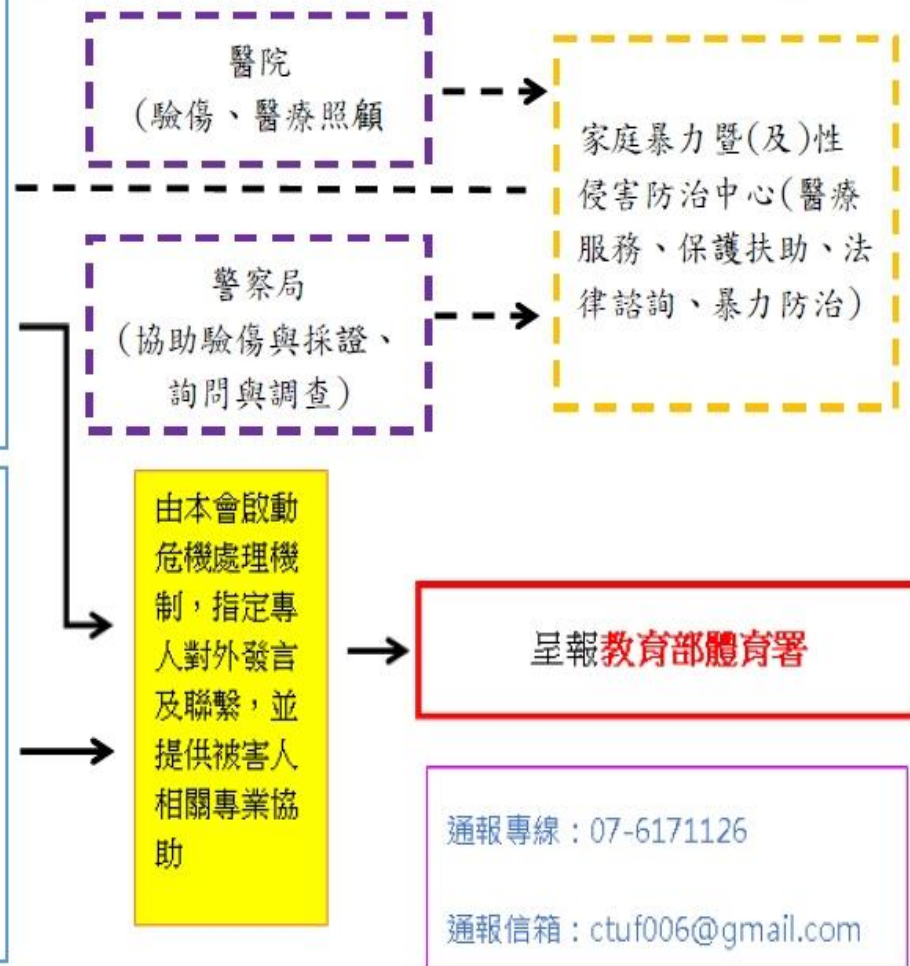 醫院
(驗傷、醫療照顧
家庭暴力暨(及)性
侵害防治中心(醫療
服務、保護扶助、法
律諮詢、暴力防治)
警察局
(協助驗傷與採證、
詢問與調查)
由本會啟動
危機處理機
制，指定專
人對外發言
及聯繫，並
提供被害人
相關專業協
助
呈報教育部體育署
通報專線：07-6171126
通報信箱：ctuf006@gmail.com